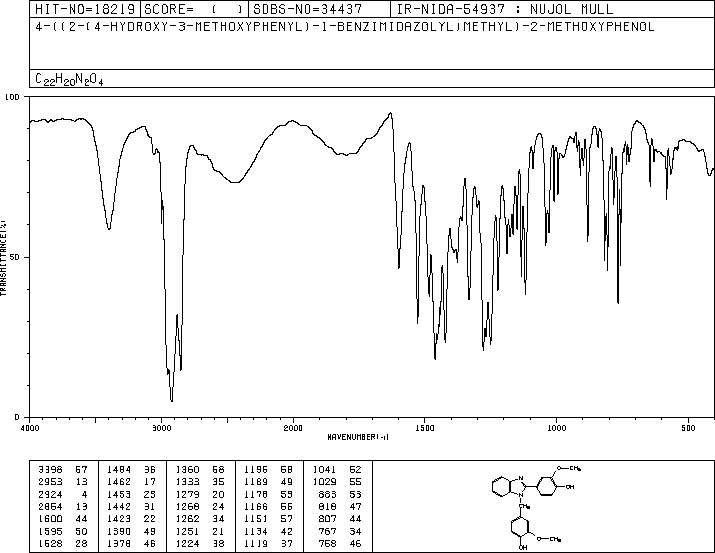 HIT-NO=18219 SCORE= ( ) SDBS-NO=34437 IR-NIDA-54937 : NUJOL MULL
4-((2-(4-HYDROXY-3-METHOXYPHENYL)-1-BENZIMIDAZOLYL)METHYL)-2-METHOXYPHENOL
C22H20N2O4
100
50
0
TRANSMITTANCE(%)
4000 3000 2000 1500 1000 500
WAVENUMBER(-1)
3398 57 1484 36 1360 58 1196 58 1041 52
2953 13 1462 17 1333 35 1189 49 1029 55
2924 4 1453 25 1279 20 1178 55 883 53
2854 13 1442 31 1268 24 1166 55 818 47
1600 44 1423 22 1262 34 1151 57 807 44
1595 50 1390 49 1251 21 1134 42 767 34
1528 28 1378 46 1224 38 1119 37 758 46
O-CH3
N
OH
N
CH2
O-CH3
OH